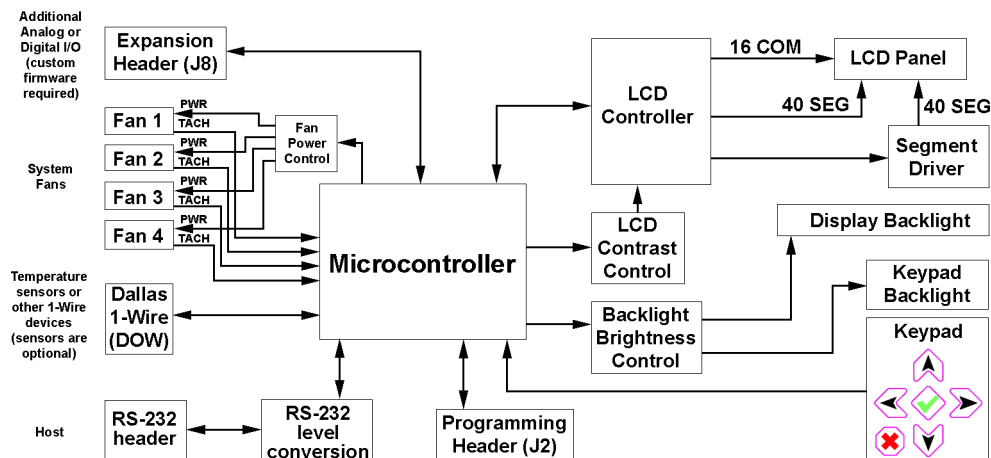 Additional
Analog or
Digital I/O
(custom
firmware
required)
Expansion
Header (J8)
System
Fans
Fan 1
PWR
TACH
Fan 2
PWR
TACH
Fan 3
PWR
TACH
Fan 4
PWR
TACH
Fan
Power
Control
Temperature
sensors or
other 1-Wire
devices
(sensors are
optional)
Dallas
1-Wire
(DOW)
Host
RS-232
header
RS-232
level
conversion
Microcontroller
Programming
Header (J2)
LCD
Controller
16 COM
40 SEG
LCD Panel
40 SEG
Segment
Driver
LCD
Contrast
Control
Backlight
Brightness
Control
Display Backlight
Keypad
Backlight
Keypad